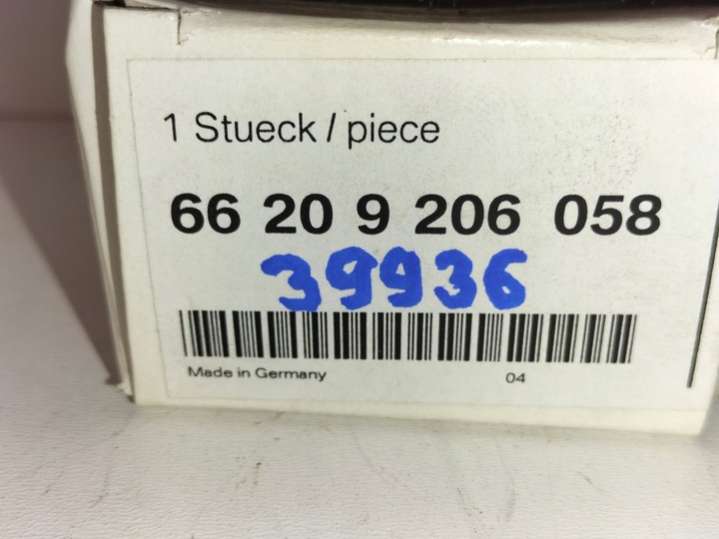 1 Stueck / piece
66 20 9 206 058
39936
Made in Germany 04